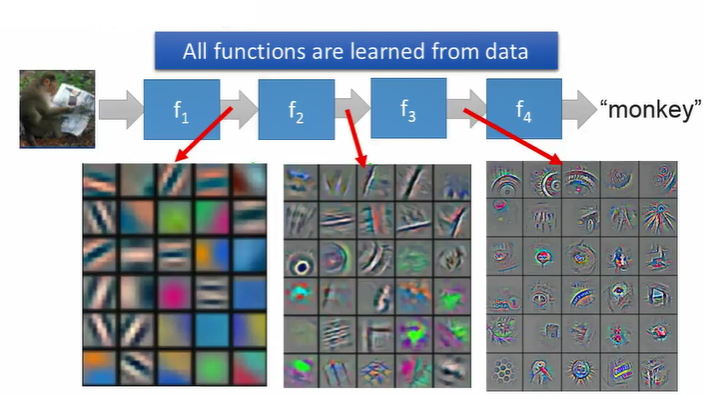 All functions are learned from data
f1 f2 f3 f4 “monkey”